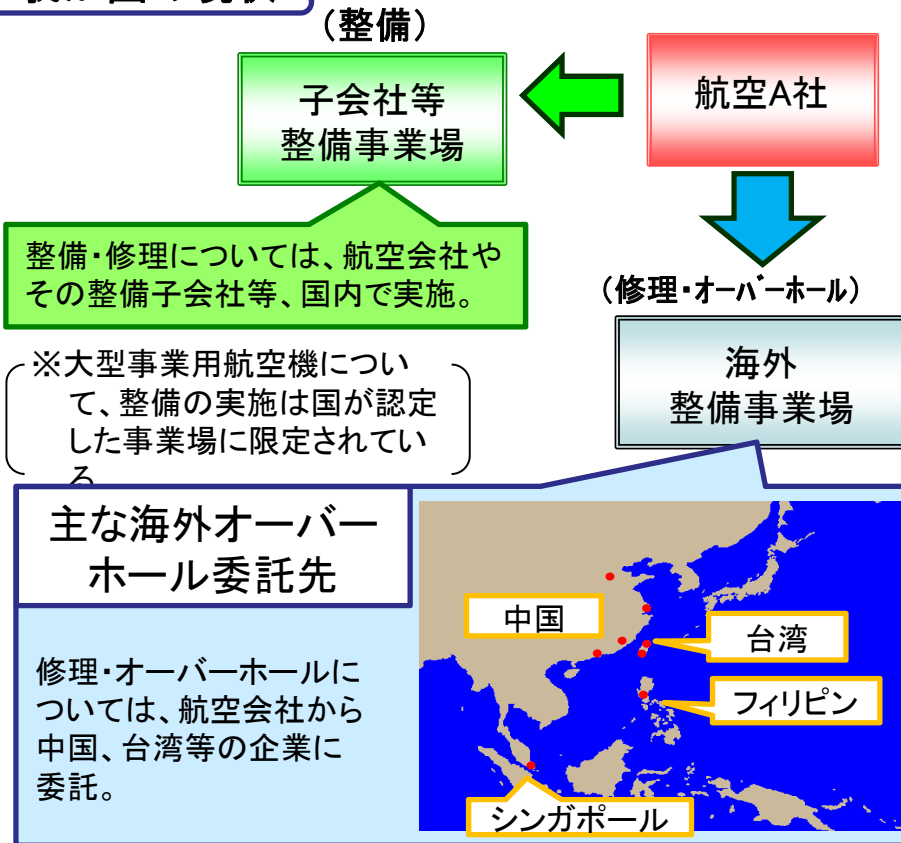 (整備)
子会社等
整備事業場
航空A社
整備・修理については、航空会社や
その整備子会社等、国内で実施。
(修理・オーバーホール)
※大型事業用航空機につい
て、整備の実施は国が認定
した事業場に限定されてい
る
海外
整備事業場
主な海外オーバー
ホール委託先
修理・オーバーホールに
ついては、航空会社から
中国、台湾等の企業に
委託。
中国
台湾
フィリピン
シンガポール